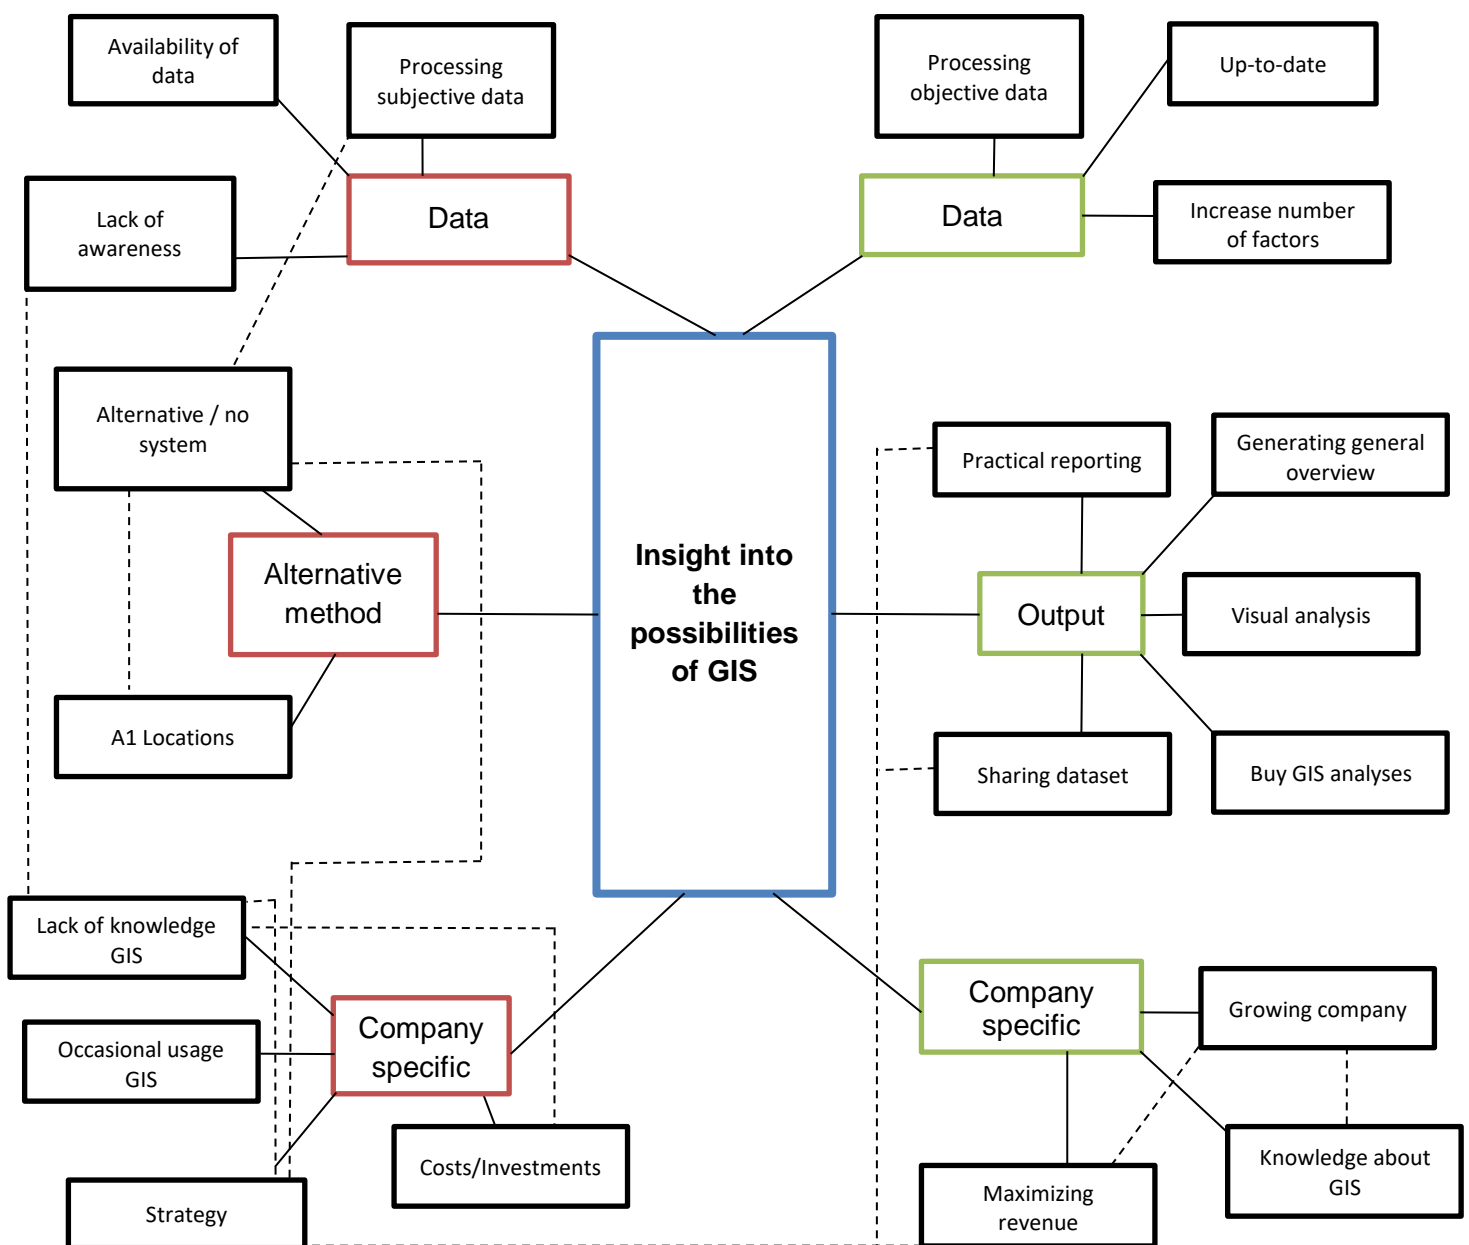 Availability of
data
Processing
subjective data
Processing
objective data
Up-to-date
Lack of
awareness
Data
Data
Increase number
of factors
Alternative / no
system
Practical reporting
Generating general
overview
Alternative
method
Insight into
the
possibilities
of GIS
Output
Visual analysis
A1 Locations
Sharing dataset
Buy GIS analyses
Lack of knowledge
GIS
Company
specific
Growing company
Occasional usage
GIS
Company
specific
Costs/Investments
Knowledge about
GIS
Strategy
Maximizing
revenue